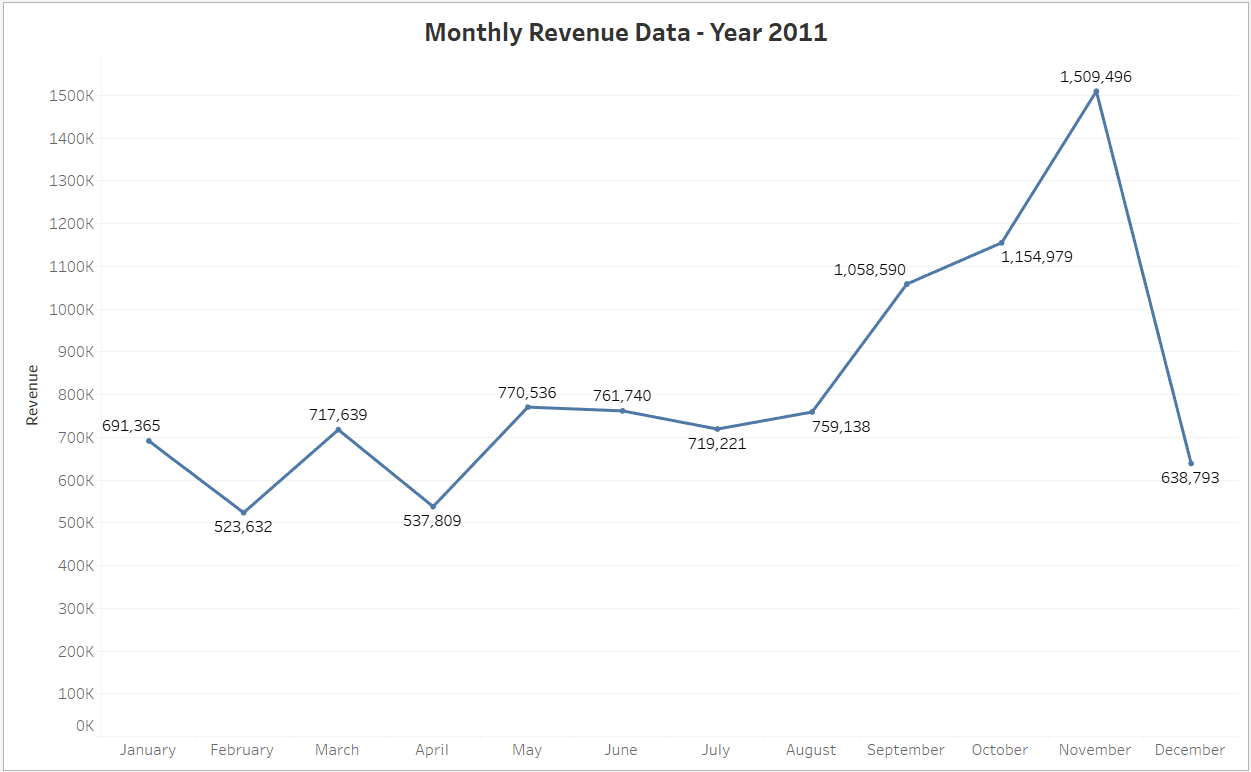 Monthly Revenue Data - Year 2011
Revenue
1500K
1400K
1300K
1200K
1100K
1000K
900K
800K
700K
600K
500K
400K
300K
200K
100K
0K
691,365
523,632
717,639
537,809
770,536
761,740
719,221
759,138
1,058,590
1,154,979
1,509,496
638,793
January February March April May June July August September October November December